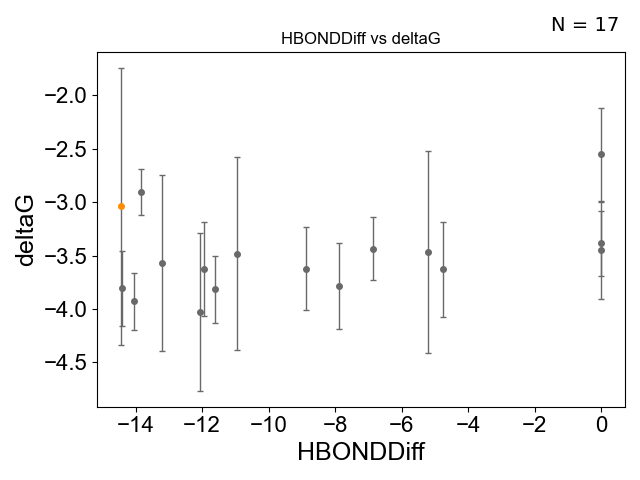 N = 17
HBONDDiff vs deltaG
−2.0
−2.5
−3.0
−3.5
−4.0
−4.5
deltaG
−14 −12 −10 −8 −6 −4 −2 0
HBONDDiff